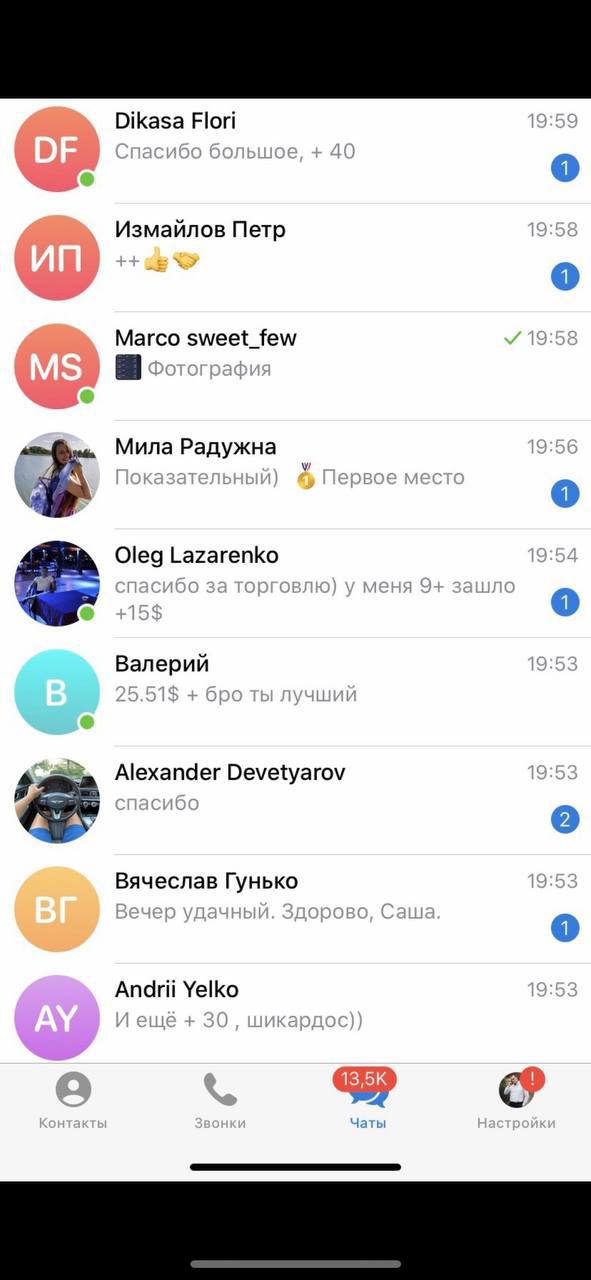 DF
Dikasa Flori
19:59
Спасибо большое, + 40
1
ИП
Измайлов Петр
19:58
++👍🤝
1
MS
Marco sweet_few
19:58
Фотография
Мила Радужна
19:56
Показательный) 🏅Первое место
1
Oleg Lazarenko
19:54
спасибо за торговлю) у меня 9+ зашло
+15$
1
В
Валерий
19:53
25.51$ + бро ты лучший
Alexander Devetyarov
19:53
спасибо
2
ВГ
Вячеслав Гунько
19:53
Вечер удачный. Здорово, Саша.
1
AY
Andrii Yelko
19:53
И ещё + 30 , шикардос))
13,5K
!
Контакты
Звонки
Чаты
Настройки